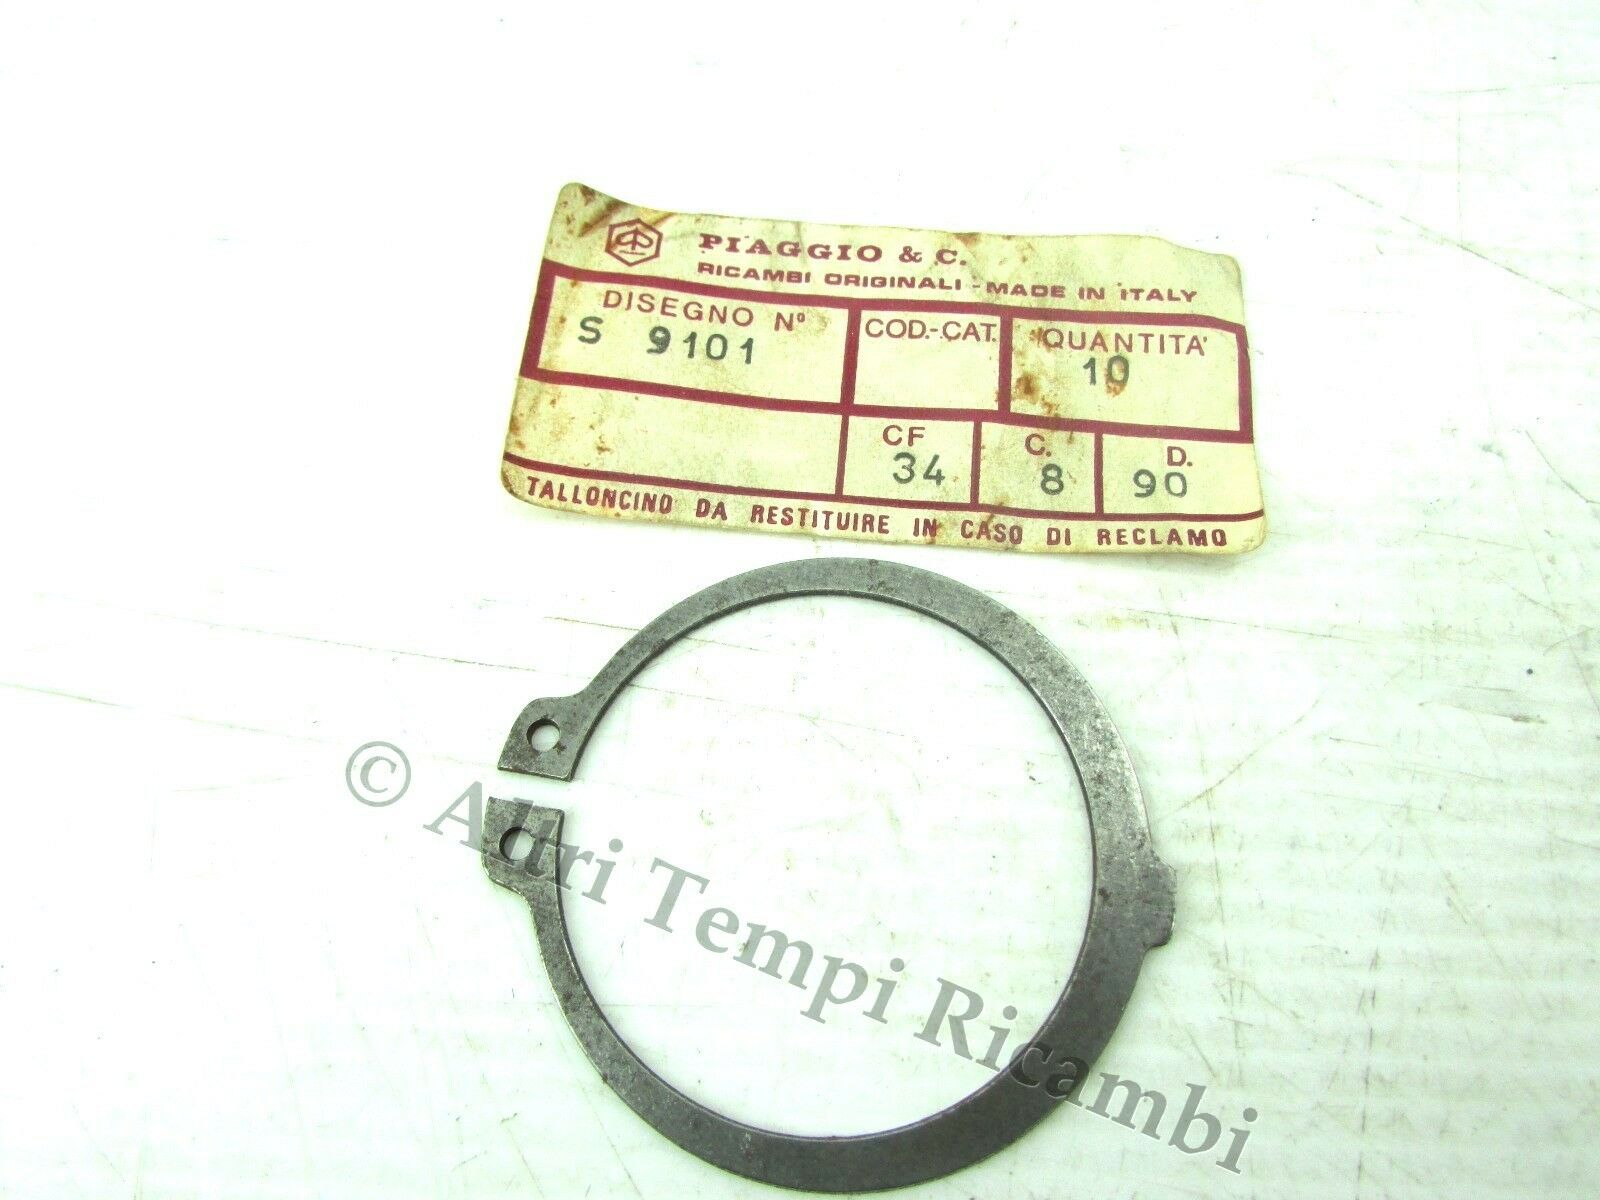 PIAGGIO & C.
RICAMBI ORIGINALI - MADE IN ITALY
DISEGNO Nº COD.-CAT. QUANTITA'
S 9101 10
CF C. D.
34 8 90
TALLONCINO DA RESTITUIRE IN CASO DI RECLAMO
© Altri Tempi Ricambi